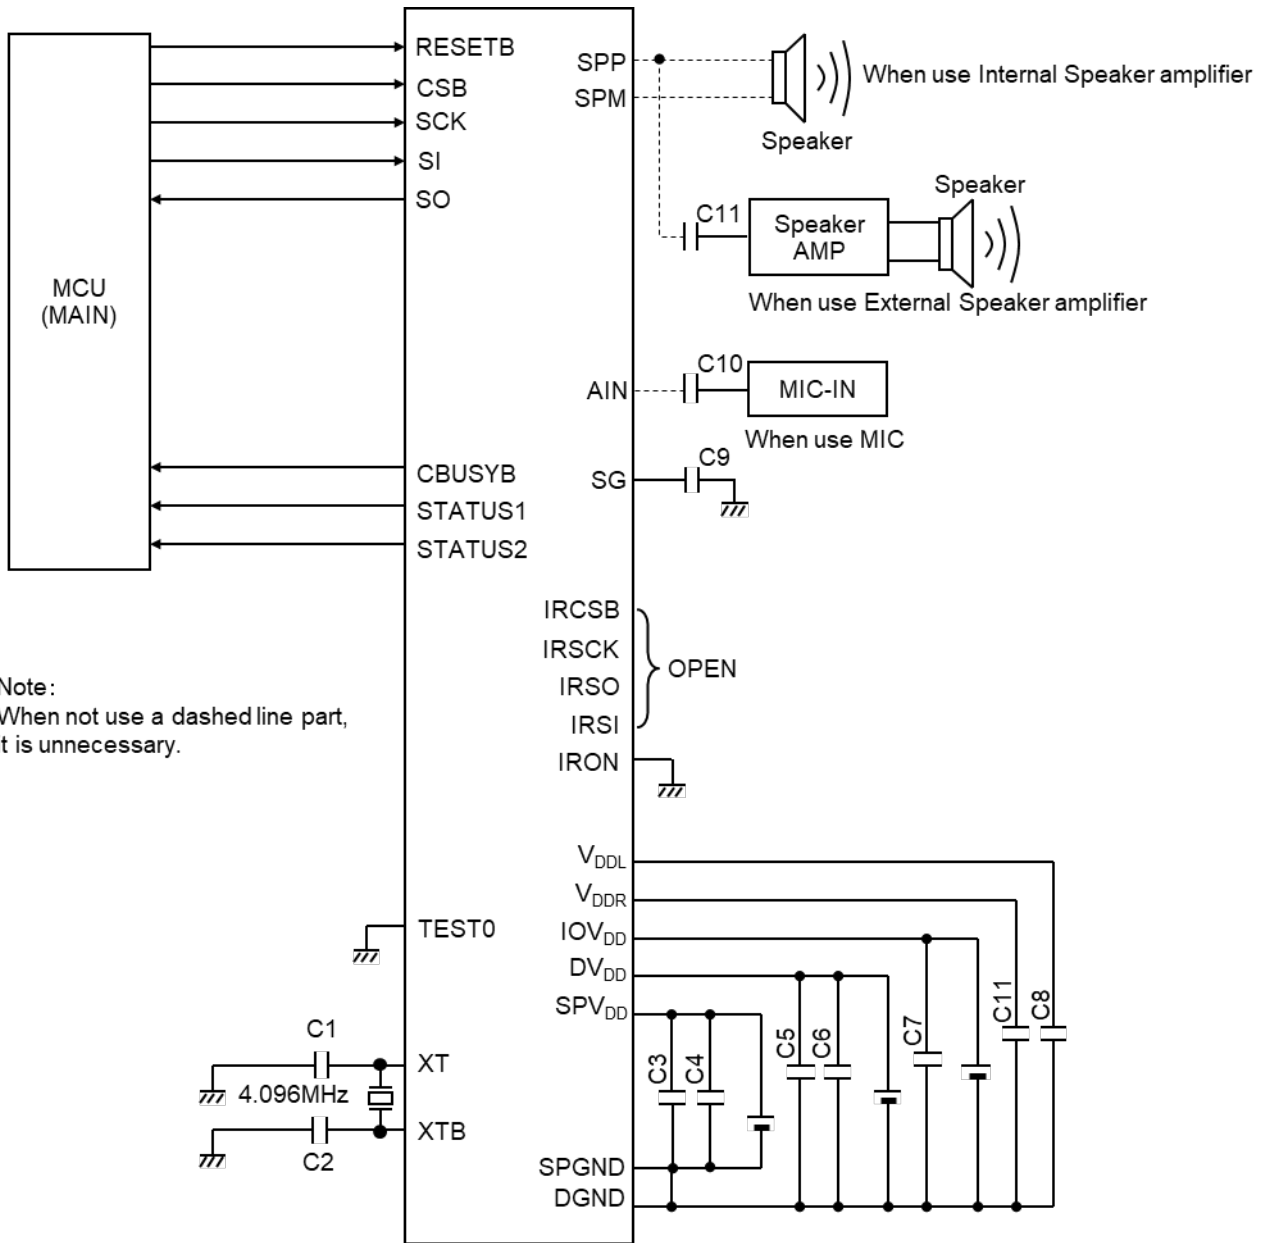 MCU
(MAIN)
RESETB
CSB
SCK
SI
SO
CBUSYB
STATUS1
STATUS2
TEST0
XT
XTB
C1
4.096MHz
C2
Note:
When not use a dashed line part,
it is unnecessary.
SPP
SPM
AIN
SG
IRCSB
IRSCK
IRSO
IRSI
IRON
VDDL
VDDR
IOVDD
DVDD
SPVDD
SPGND
DGND
When use Internal Speaker amplifier
Speaker
Speaker
C11
Speaker
AMP
When use External Speaker amplifier
C10
MIC-IN
When use MIC
C9
OPEN
C3
C4
C5
C6
C7
C11
C8